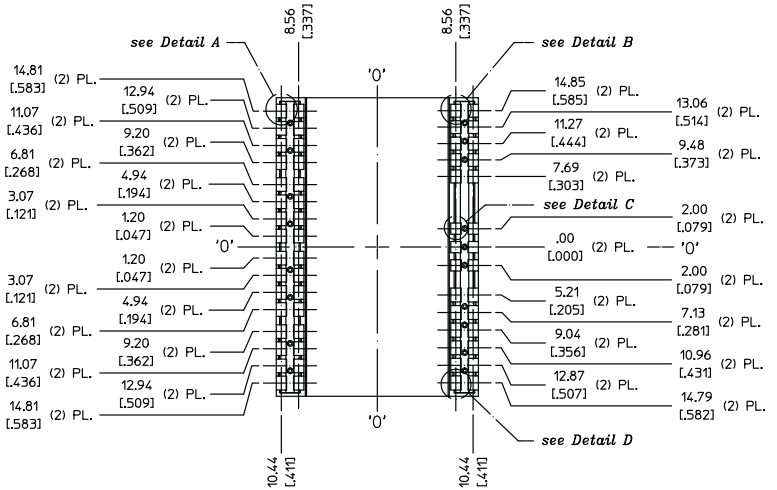 8.56
[.337]
8.56
[.337]
see Detail A
see Detail B
'0'
14.81
[.583] (2) PL.
12.94
[.509] (2) PL.
11.07
[.436] (2) PL.
9.20
[.362] (2) PL.
6.81
[.268] (2) PL.
4.94
[.194] (2) PL.
3.07
[.121] (2) PL.
1.20
[.047] (2) PL.
'0'
1.20
[.047] (2) PL.
3.07
[.121] (2) PL.
4.94
[.194] (2) PL.
6.81
[.268] (2) PL.
9.20
[.362] (2) PL.
11.07
[.436] (2) PL.
12.94
[.509] (2) PL.
14.81
[.583] (2) PL.
14.85
[.585] (2) PL.
13.06
[.514] (2) PL.
11.27
[.444] (2) PL.
9.48
[.373] (2) PL.
7.69
[.303] (2) PL.
see Detail C
2.00
[.079] (2) PL.
.00
[.000] (2) PL.
'0'
2.00
[.079] (2) PL.
5.21
[.205] (2) PL.
7.13
[.281] (2) PL.
9.04
[.356] (2) PL.
10.96
[.431] (2) PL.
12.87
[.507] (2) PL.
14.79
[.582] (2) PL.
'0'
see Detail D
10.44
[.411]
10.44
[.411]